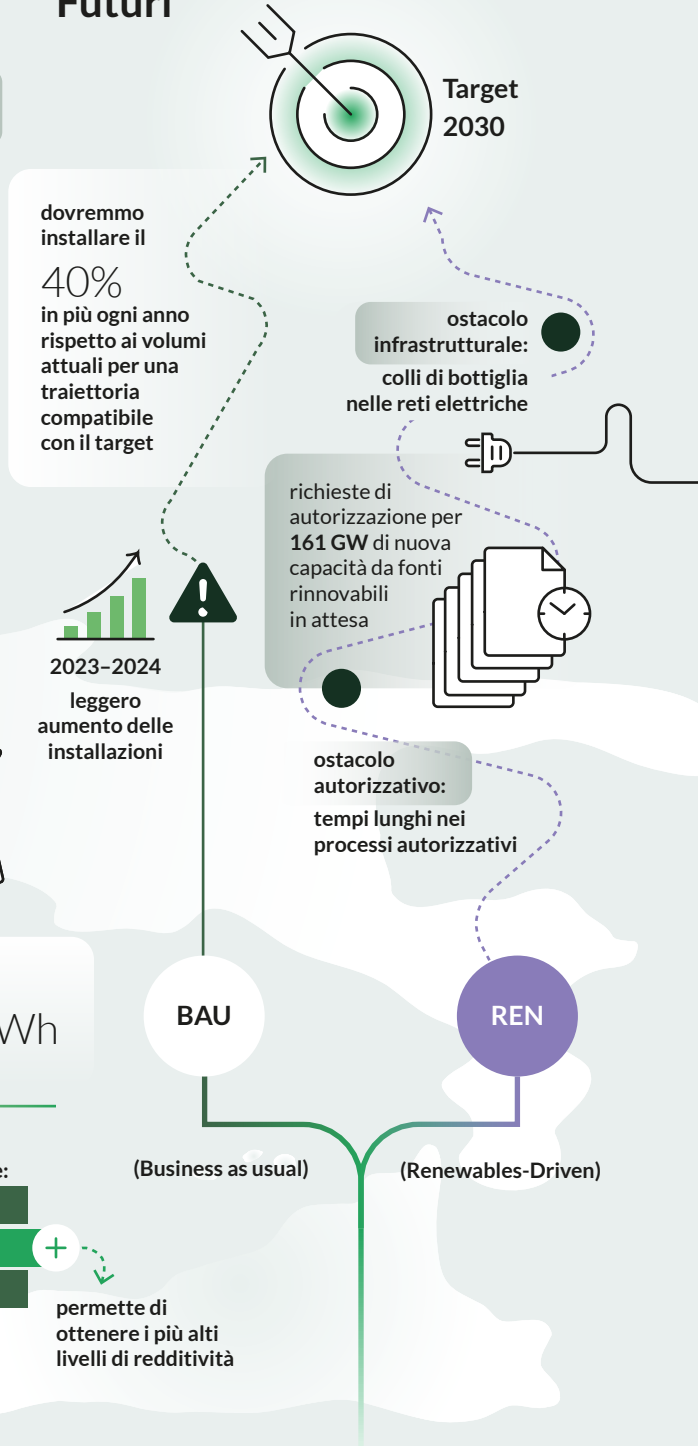 Futuri
Target
2030
dovremmo
installare il
40%
in più ogni anno
rispetto ai volumi
attuali per una
traiettoria
compatibile
con il target
ostacolo
infrastrutturale:
colli di bottiglia
nelle reti elettriche
richieste di
autorizzazione per
161 GW di nuova
capacità da fonti
rinnovabili
in attesa
2023–2024
leggero
aumento delle
installazioni
ostacolo
autorizzativo:
tempi lunghi nei
processi autorizzativi
BAU
REN
Wh
(Business as usual)
(Renewables-Driven)
e:
permette di
ottenere i più alti
livelli di redditività